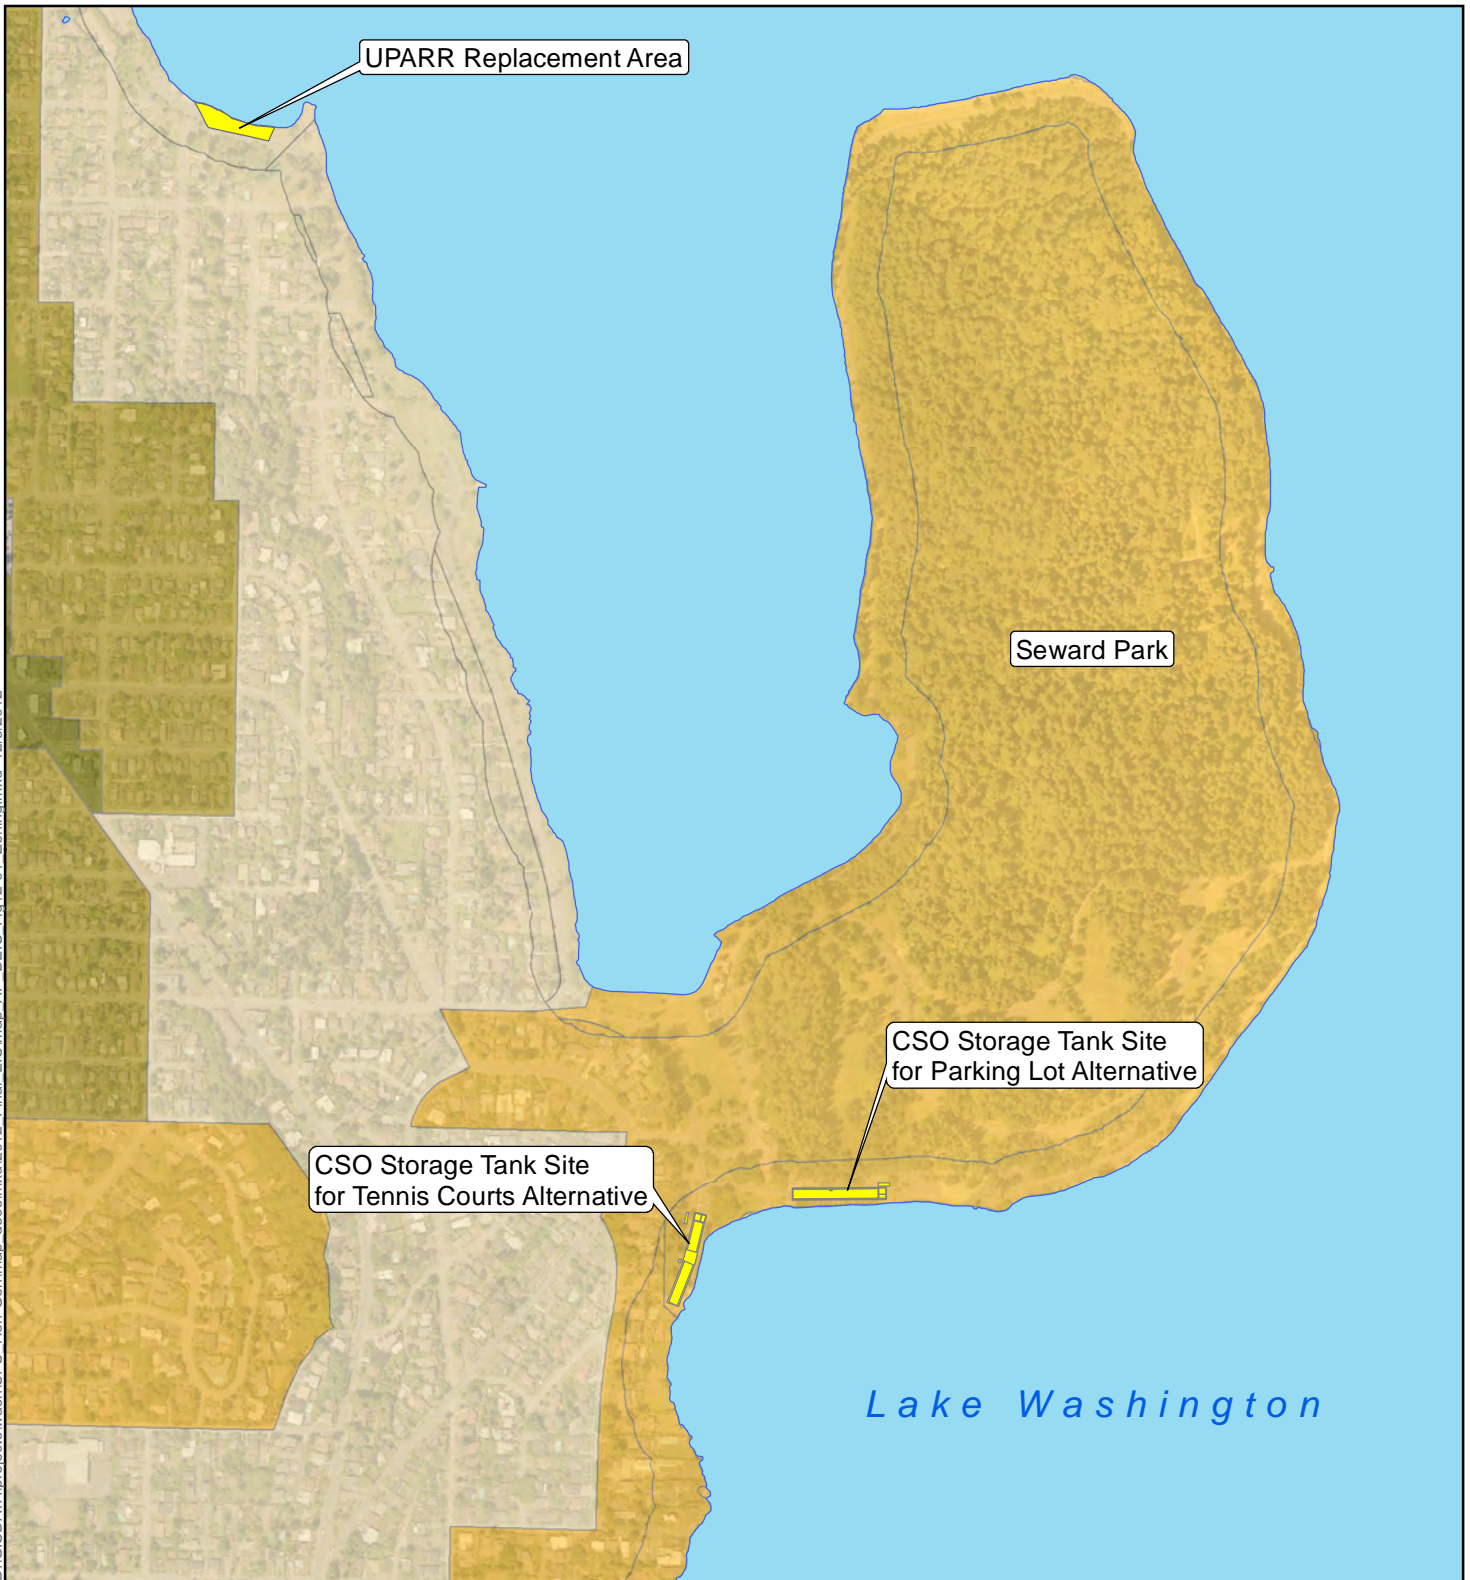 UPARR Replacement Area
Seward Park
CSO Storage Tank Site
for Parking Lot Alternative
CSO Storage Tank Site
for Tennis Courts Alternative
Lake Washington